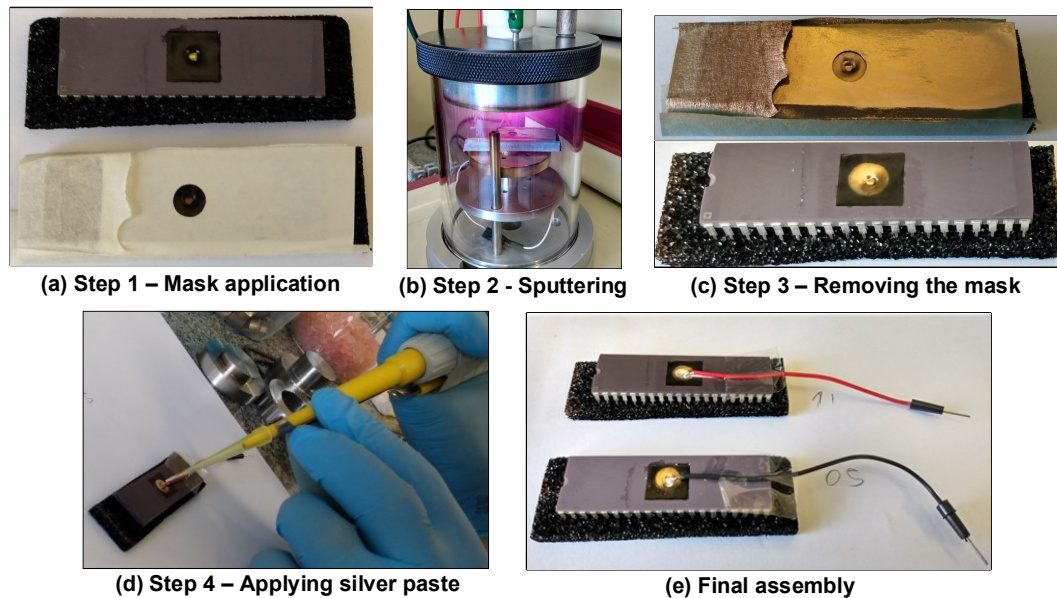 (a) Step 1 – Mask application
(b) Step 2 - Sputtering
(c) Step 3 – Removing the mask
(d) Step 4 – Applying silver paste
(e) Final assembly
11
05